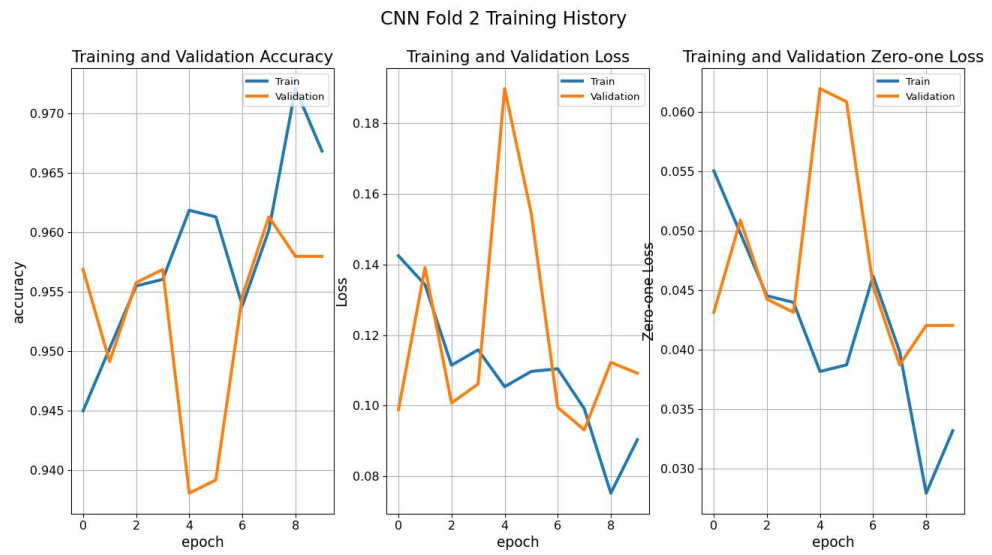 CNN Fold 2 Training History
Training and Validation Accuracy
Train
Validation
0.970
0.965
0.960
0.955
0.950
0.945
0.940
accuracy
0 2 4 6 8
epoch
Training and Validation Loss
Train
Validation
0.18
0.16
0.14
0.12
0.10
0.08
Loss
0 2 4 6 8
epoch
Training and Validation Zero-one Loss
Train
Validation
0.060
0.055
0.050
0.045
0.040
0.035
0.030
Zero-one Loss
0 2 4 6 8
epoch